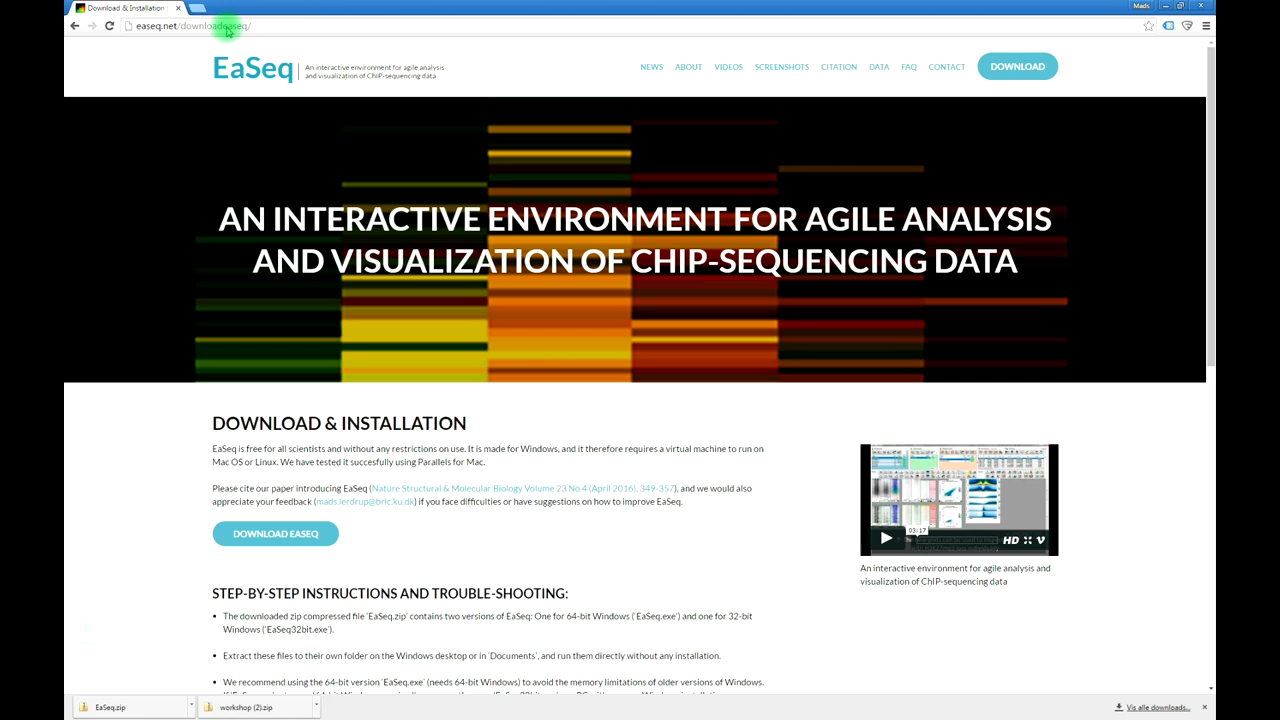 Download & Installation
Mads
easeq.net/downloadeaseq/
EaSeq
An interactive environment for agile analysis
and visualization of ChIP-sequencing data
NEWS ABOUT VIDEOS SCREENSHOTS CITATION DATA FAQ CONTACT DOWNLOAD
AN INTERACTIVE ENVIRONMENT FOR AGILE ANALYSIS
AND VISUALIZATION OF CHIP-SEQUENCING DATA
DOWNLOAD & INSTALLATION
EaSeq is free for all scientists and without any restrictions on use. It is made for Windows, and it therefore requires a virtual machine to run on
Mac OS or Linux. We have tested it succesfully using Parallels for Mac.
Please cite our paper introducing EaSeq (Nature Structural & Molecular Biology Volume 23 No 4 (April 2016), 349-357), and we would also
appreciate your feedback (mads.lerdrup@bric.ku.dk) if you face difficulties or have suggestions on how to improve EaSeq.
DOWNLOAD EASEQ
03:17
HD
An interactive environment for agile analysis and
visualization of ChIP-sequencing data
STEP-BY-STEP INSTRUCTIONS AND TROUBLE-SHOOTING:
• The downloaded zip compressed file 'EaSeq.zip' contains two versions of EaSeq: One for 64-bit Windows ('EaSeq.exe') and one for 32-bit
Windows ('EaSeq32bit.exe').
• Extract these files to their own folder on the Windows desktop or in 'Documents', and run them directly without any installation.
• We recommend using the 64-bit version 'EaSeq.exe' (needs 64-bit Windows) to avoid the memory limitations of older versions of Windows.
EaSeq.zip
workshop (2).zip
Vis alle downloads...